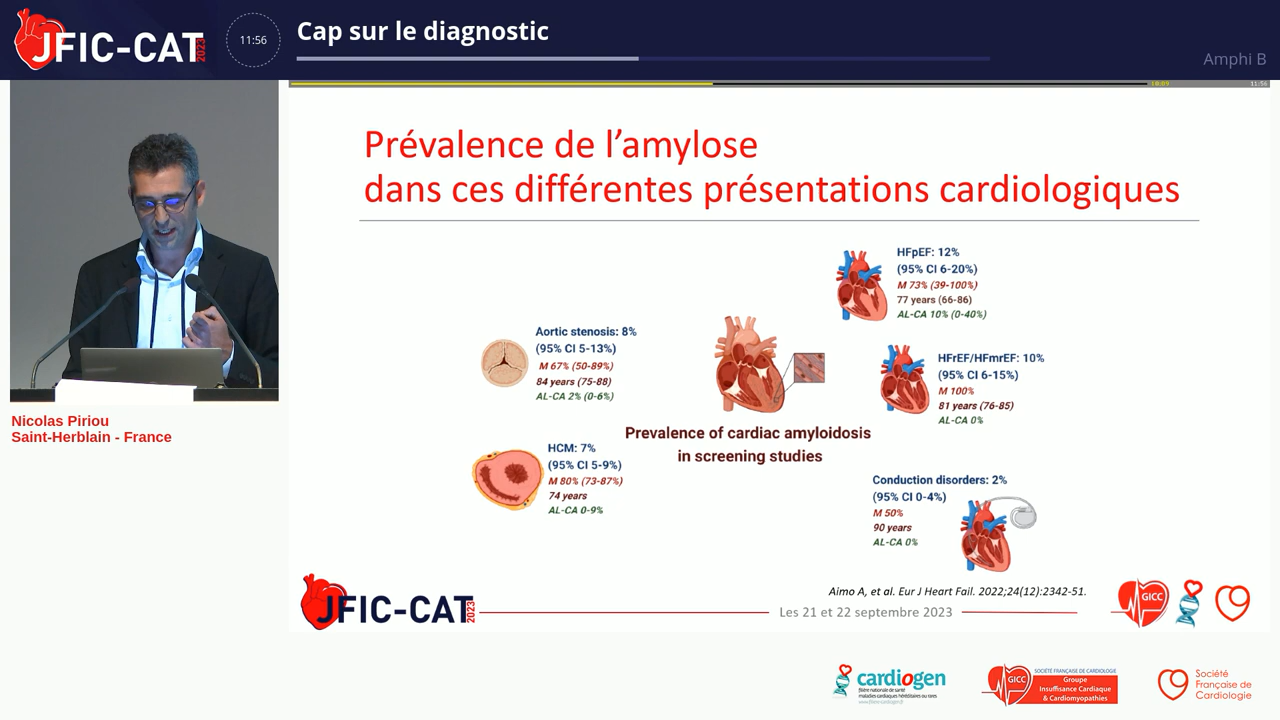 JFIC-CAT 2023
11:56
Cap sur le diagnostic
Amphi B
11:56
Prévalence de l’amylose
dans ces différentes présentations cardiologiques
HFpEF: 12%
(95% CI 6-20%)
M 73% (39-100%)
77 years (66-86)
AL-CA 10% (0-40%)
Aortic stenosis: 8%
(95% CI 5-13%)
M 67% (50-89%)
84 years (75-88)
AL-CA 2% (0-6%)
HFrEF/HFmrEF: 10%
(95% CI 6-15%)
M 100%
81 years (76-85)
AL-CA 0%
Prevalence of cardiac amyloidosis
in screening studies
HCM: 7%
(95% CI 5-9%)
M 80% (73-87%)
74 years
AL-CA 0-9%
Conduction disorders: 2%
(95% CI 0-4%)
M 50%
90 years
AL-CA 0%
Nicolas Piriou
Saint-Herblain - France
Aimo A, et al. Eur J Heart Fail. 2022;24(12):2342-51.
JFIC-CAT 2023
Les 21 et 22 septembre 2023
GICC
cardiogen
filière nationale de santé
maladies cardiaques héréditaires ou rares
GICC
SOCIÉTÉ FRANÇAISE DE CARDIOLOGIE
Groupe
Insuffisance Cardiaque
& Cardiomyopathies
Société
Française de
Cardiologie